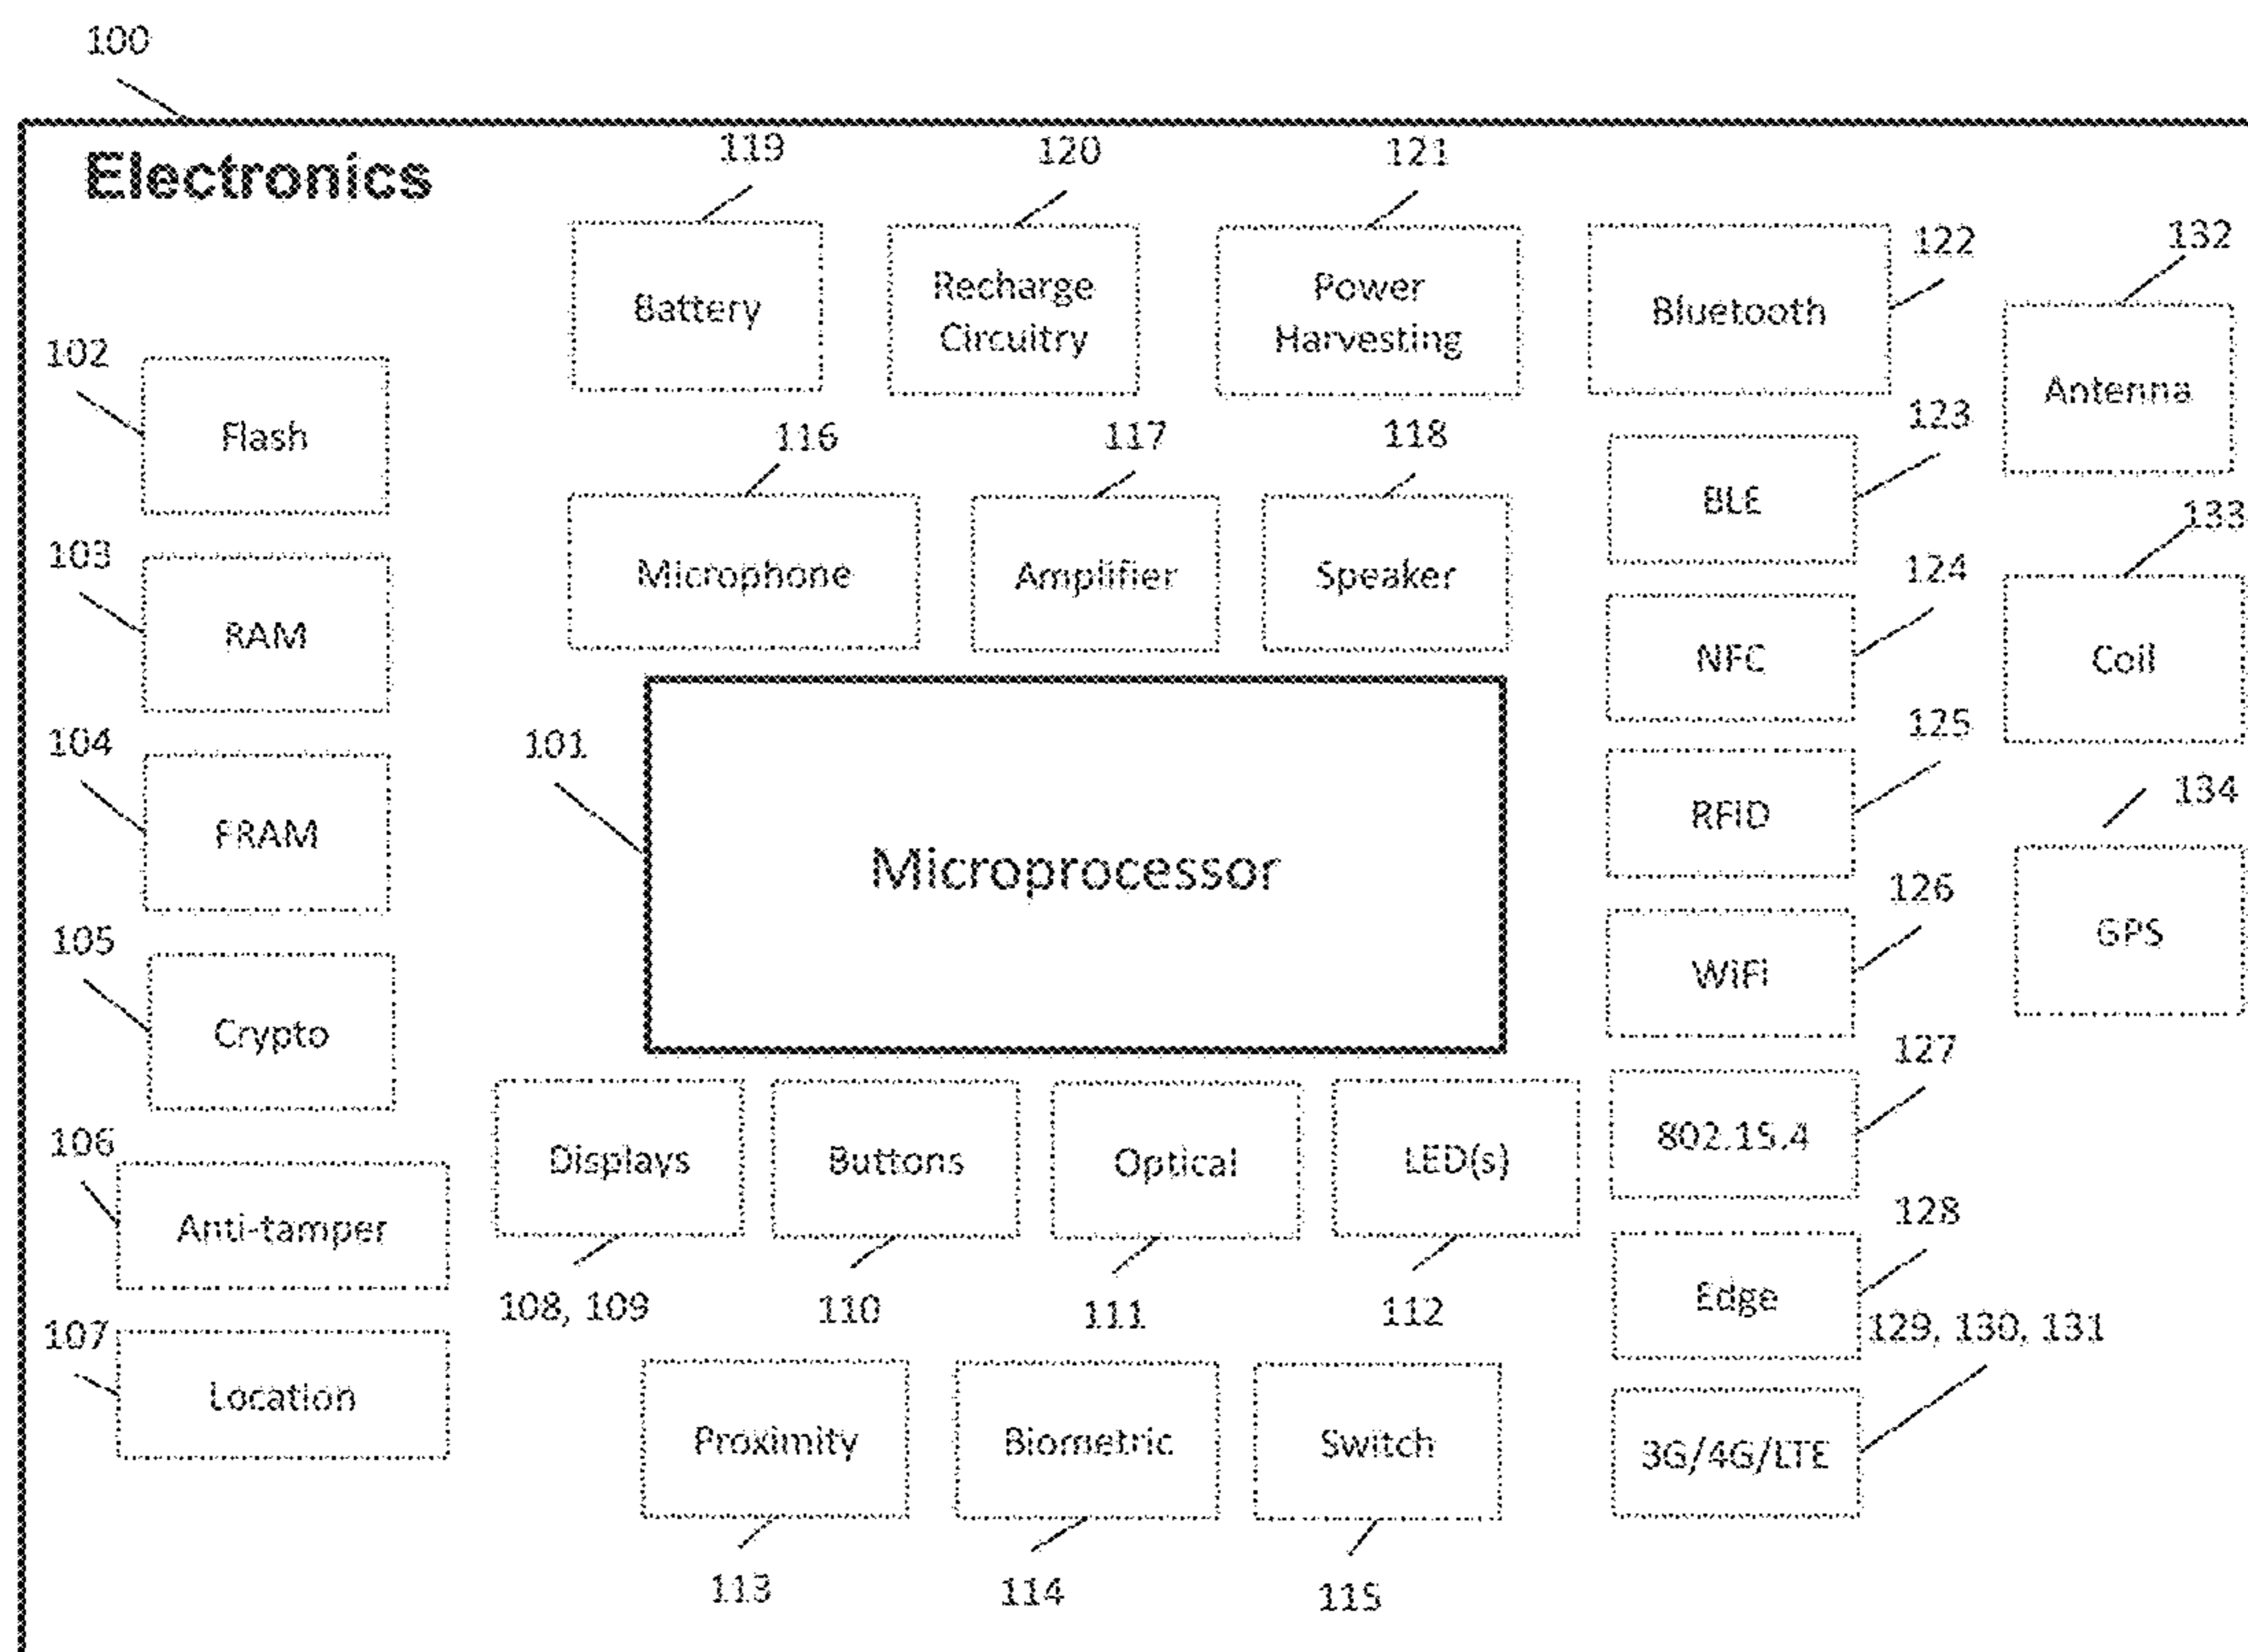 100
Electronics
119
120
121
Battery
Recharge
Circuitry
Power
Harvesting
Bluetooth
122
132
Antenna
102
Flash
116
117
118
Microphone
Amplifier
Speaker
123
BLE
133
Coil
103
RAM
124
NFC
104
FRAM
101
Microprocessor
125
RFID
134
GPS
105
Crypto
126
WiFi
127
802.15.4
106
Anti-tamper
Displays
Buttons
Optical
LED(s)
108, 109
110
111
112
128
Edge
107
Location
129, 130, 131
3G/4G/LTE
Proximity
Biometric
Switch
113
114
115